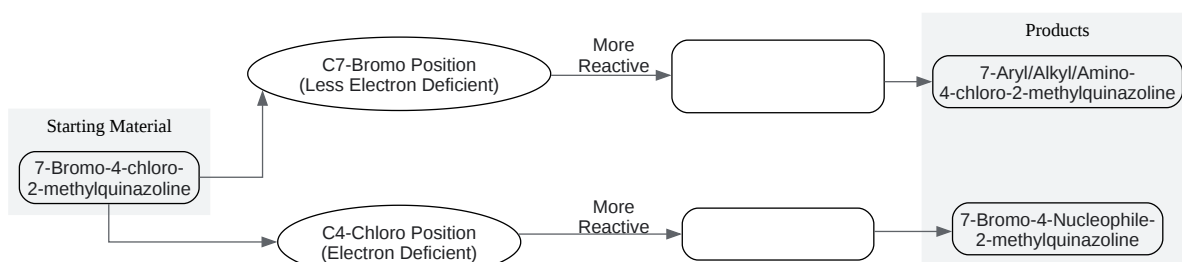 Products
C7-Bromo Position
(Less Electron Deficient)
More
Reactive
7-Aryl/Alkyl/Amino-
4-chloro-2-methylquinazoline
Starting Material
7-Bromo-4-chloro-
2-methylquinazoline
C4-Chloro Position
(Electron Deficient)
More
Reactive
7-Bromo-4-Nucleophile-
2-methylquinazoline